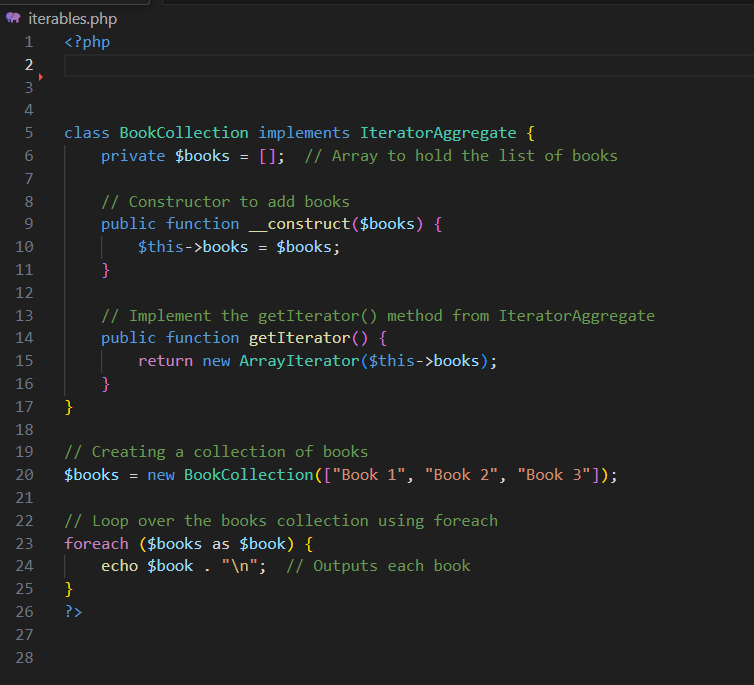 iterables.php
1 <?php
2
3
4
5 class BookCollection implements IteratorAggregate {
6     private $books = [];  // Array to hold the list of books
7
8     // Constructor to add books
9     public function __construct($books) {
10         $this->books = $books;
11     }
12
13     // Implement the getIterator() method from IteratorAggregate
14     public function getIterator() {
15         return new ArrayIterator($this->books);
16     }
17 }
18
19 // Creating a collection of books
20 $books = new BookCollection(["Book 1", "Book 2", "Book 3"]);
21
22 // Loop over the books collection using foreach
23 foreach ($books as $book) {
24     echo $book . "\n";  // Outputs each book
25 }
26 ?>
27
28